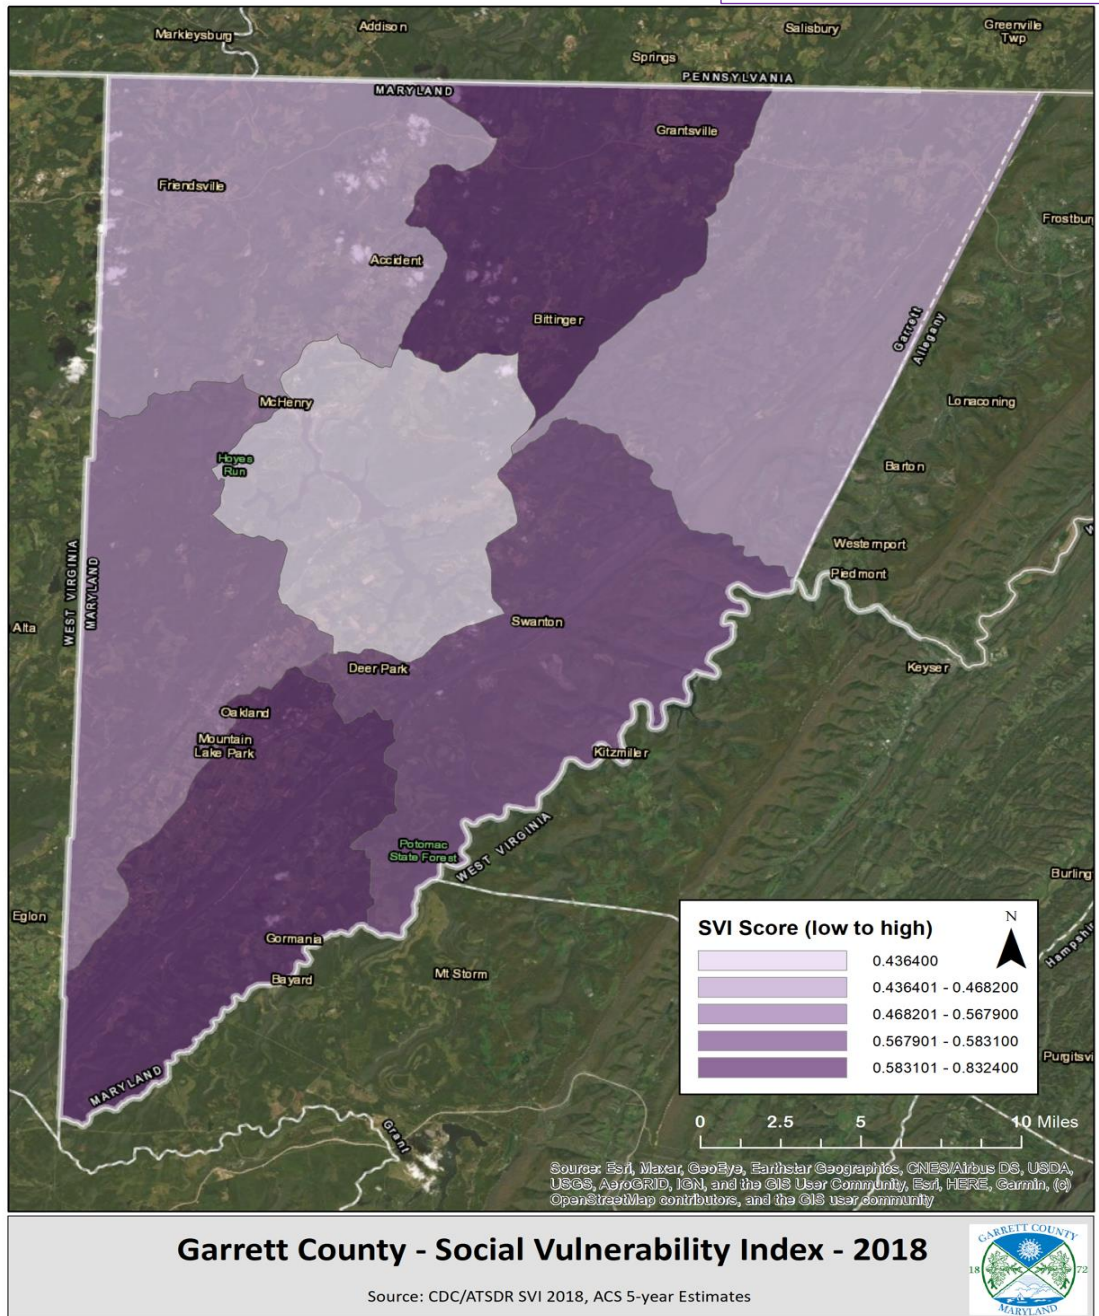 Markleysburg
Addison
Salisbury
Greenville
Twp
Springs
PENNSYLVANIA
MARYLAND
Grantsville
Friendsville
Frostbur
Accident
Bittinger
Garrett
Allegany
McHenry
Lonaconing
Hoyes
Run
Barton
WEST VIRGINIA
MARYLAND
Westernport
Piedmont
Alta
Swanton
Deer Park
Keyser
Oakland
Mountain
Lake Park
Kitzmiller
Potomac
State Forest
WEST VIRGINIA
Burling
Eglon
Gormania
Bayard
Mt Storm
Hampshir
Purgitsvi
MARYLAND
Grant
SVI Score (low to high)
N
0.436400
0.436401 - 0.468200
0.468201 - 0.567900
0.567901 - 0.583100
0.583101 - 0.832400
0 2.5 5 10 Miles
Source: Esri, Maxar, GeoEye, Earthstar Geographics, CNES/Airbus DS, USDA,
USGS, AeroGRID, IGN, and the GIS User Community, Esri, HERE, Garmin, (c)
OpenStreetMap contributors, and the GIS user community
Garrett County - Social Vulnerability Index - 2018
Source: CDC/ATSDR SVI 2018, ACS 5-year Estimates
GARRETT COUNTY
18 72
MARYLAND